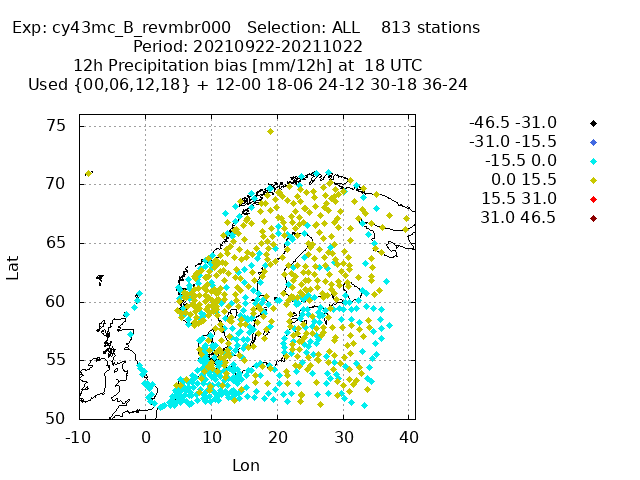 Exp: cy43mc_B_revmbr000   Selection: ALL    813 stations
Period: 20210922-20211022
12h Precipitation bias [mm/12h] at  18 UTC
Used {00,06,12,18} + 12-00 18-06 24-12 30-18 36-24
-46.5 -31.0
-31.0 -15.5
-15.5 0.0
0.0 15.5
15.5 31.0
31.0 46.5
75
70
65
60
55
50
Lat
-10 0 10 20 30 40
Lon